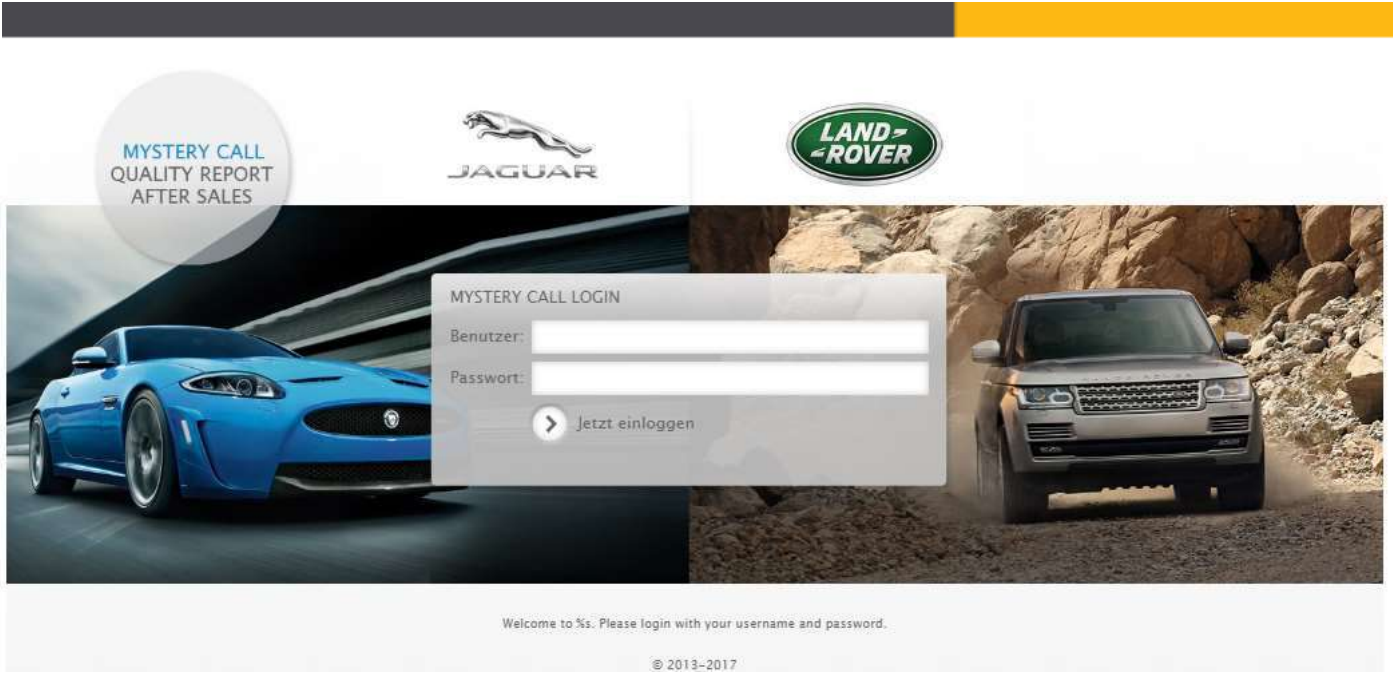 MYSTERY CALL
QUALITY REPORT
AFTER SALES
JAGUAR
LAND-
ROVER
MYSTERY CALL LOGIN
Benutzer:
Passwort:
Jetzt einloggen
Welcome to %s. Please login with your username and password.
© 2013-2017